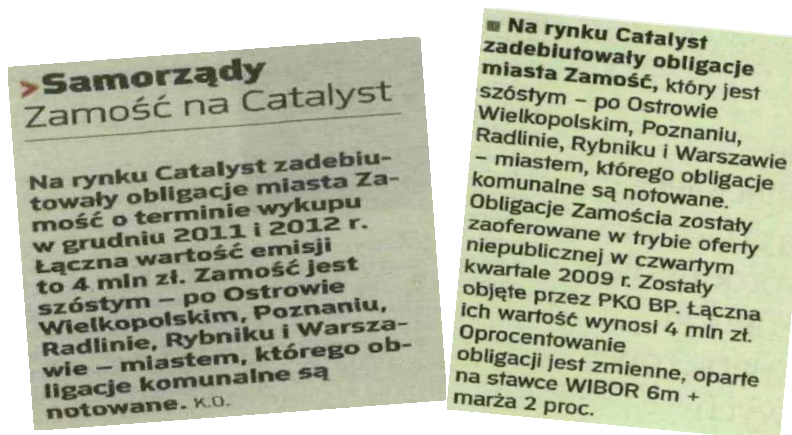 >Samorządy
Zamość na Catalyst
Na rynku Catalyst zadebiu-
towały obligacje miasta Za-
mość o terminie wykupu
w grudniu 2011 i 2012 r.
Łączna wartość emisji
to 4 mln zł. Zamość jest
szóstym – po Ostrowie
Wielkopolskim, Poznaniu,
Radlinie, Rybniku i Warsza-
wie – miastem, którego ob-
ligacje komunalne są
notowane. K.O.
■ Na rynku Catalyst
zadebiutowały obligacje
miasta Zamość, który jest
szóstym – po Ostrowie
Wielkopolskim, Poznaniu,
Radlinie, Rybniku i Warszawie
– miastem, którego obligacje
komunalne są notowane.
Obligacje Zamościa zostały
zaoferowane w trybie oferty
niepublicznej w czwartym
kwartale 2009 r. Zostały
objęte przez PKO BP. Łączna
ich wartość wynosi 4 mln zł.
Oprocentowanie
obligacji jest zmienne, oparte
na stawce WIBOR 6m +
marża 2 proc.